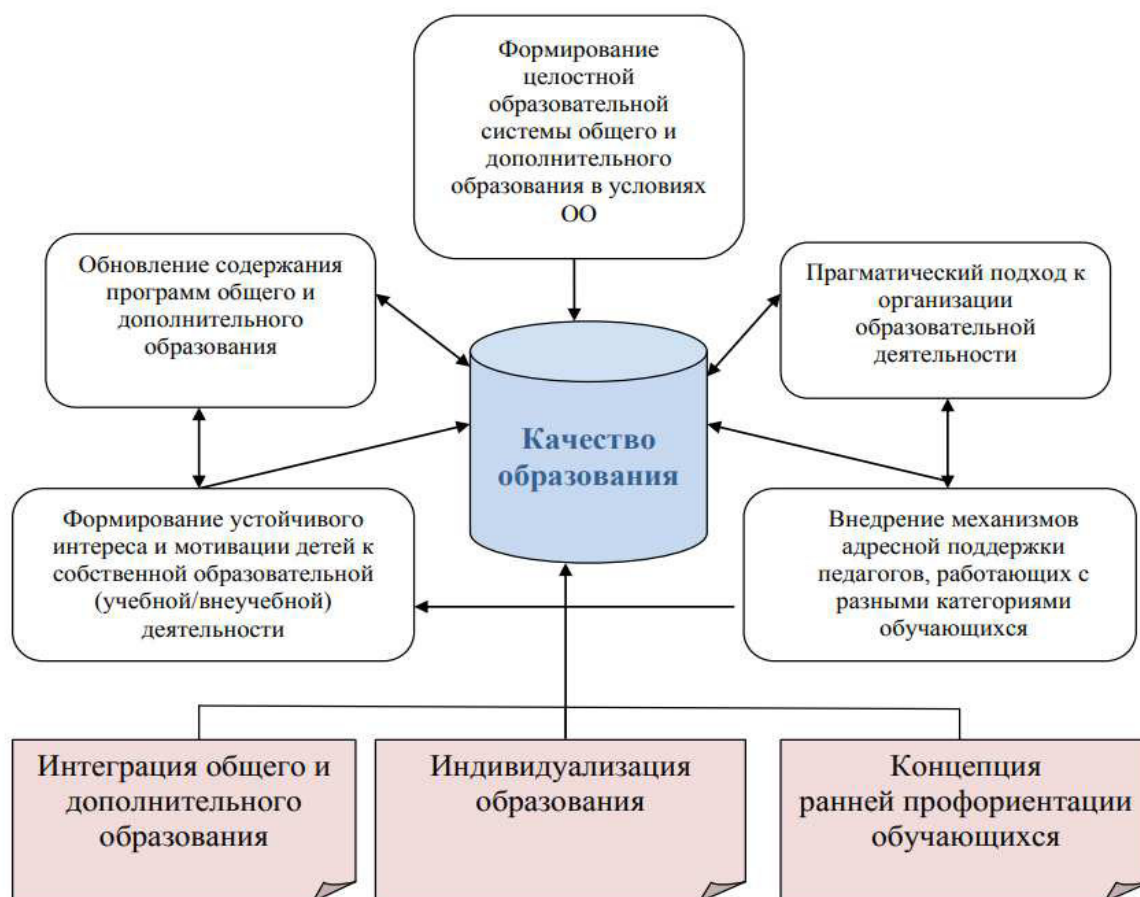 Формирование
целостной
образовательной
системы общего и
дополнительного
образования в условиях
ОО
Обновление содержания
программ общего и
дополнительного
образования
Прагматический подход к
организации
образовательной
деятельности
Качество
образования
Формирование устойчивого
интереса и мотивации детей к
собственной образовательной
(учебной/внеучебной)
деятельности
Внедрение механизмов
адресной поддержки
педагогов, работающих с
разными категориями
обучающихся
Интеграция общего и
дополнительного
образования
Индивидуализация
образования
Концепция
ранней профориентации
обучающихся